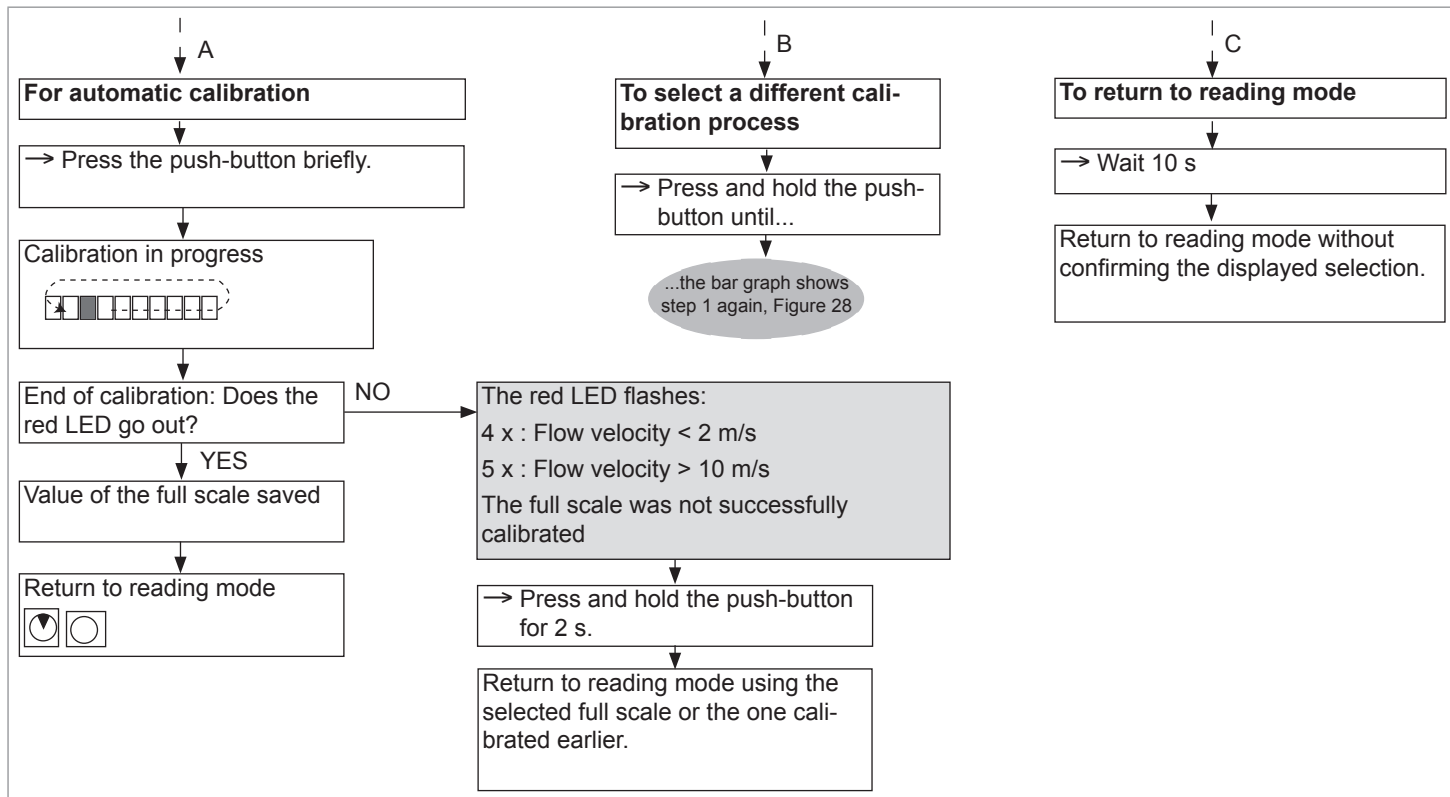 A
For automatic calibration
→ Press the push-button briefly.
Calibration in progress
End of calibration: Does the
red LED go out?
NO
YES
Value of the full scale saved
Return to reading mode
The red LED flashes:
4 x : Flow velocity < 2 m/s
5 x : Flow velocity > 10 m/s
The full scale was not successfully
calibrated
→ Press and hold the push-button
for 2 s.
Return to reading mode using the
selected full scale or the one cali-
brated earlier.
B
To select a different cali-
bration process
→ Press and hold the push-
button until...
...the bar graph shows
step 1 again, Figure 28
C
To return to reading mode
→ Wait 10 s
Return to reading mode without
confirming the displayed selection.